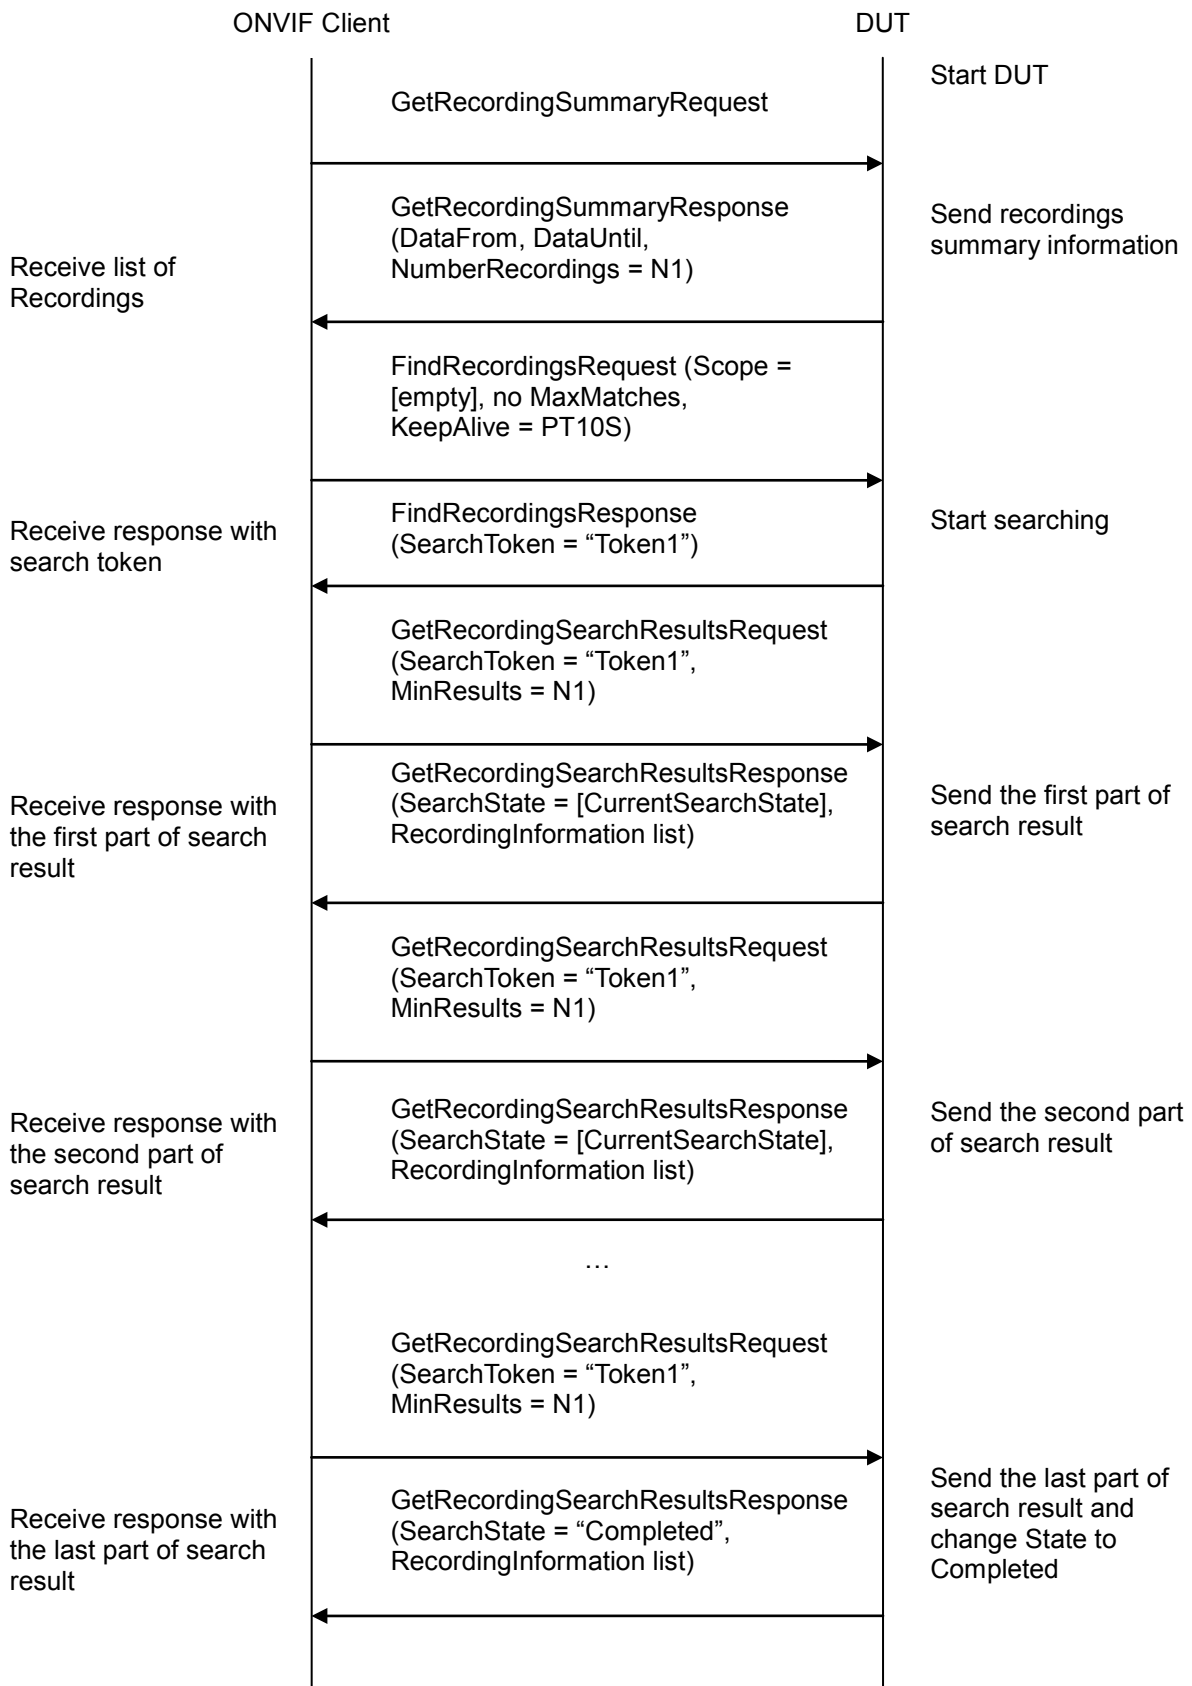 ONVIF Client
DUT
Start DUT
GetRecordingSummaryRequest
GetRecordingSummaryResponse
(DataFrom, DataUntil,
NumberRecordings = N1)
Send recordings
summary information
Receive list of
Recordings
FindRecordingsRequest (Scope =
[empty], no MaxMatches,
KeepAlive = PT10S)
FindRecordingsResponse
(SearchToken = “Token1”)
Start searching
Receive response with
search token
GetRecordingSearchResultsRequest
(SearchToken = “Token1”,
MinResults = N1)
GetRecordingSearchResultsResponse
(SearchState = [CurrentSearchState],
RecordingInformation list)
Send the first part of
search result
Receive response with
the first part of search
result
GetRecordingSearchResultsRequest
(SearchToken = “Token1”,
MinResults = N1)
GetRecordingSearchResultsResponse
(SearchState = [CurrentSearchState],
RecordingInformation list)
Send the second part
of search result
Receive response with
the second part of
search result
…
GetRecordingSearchResultsRequest
(SearchToken = “Token1”,
MinResults = N1)
Send the last part of
search result and
change State to
Completed
GetRecordingSearchResultsResponse
(SearchState = “Completed”,
RecordingInformation list)
Receive response with
the last part of search
result